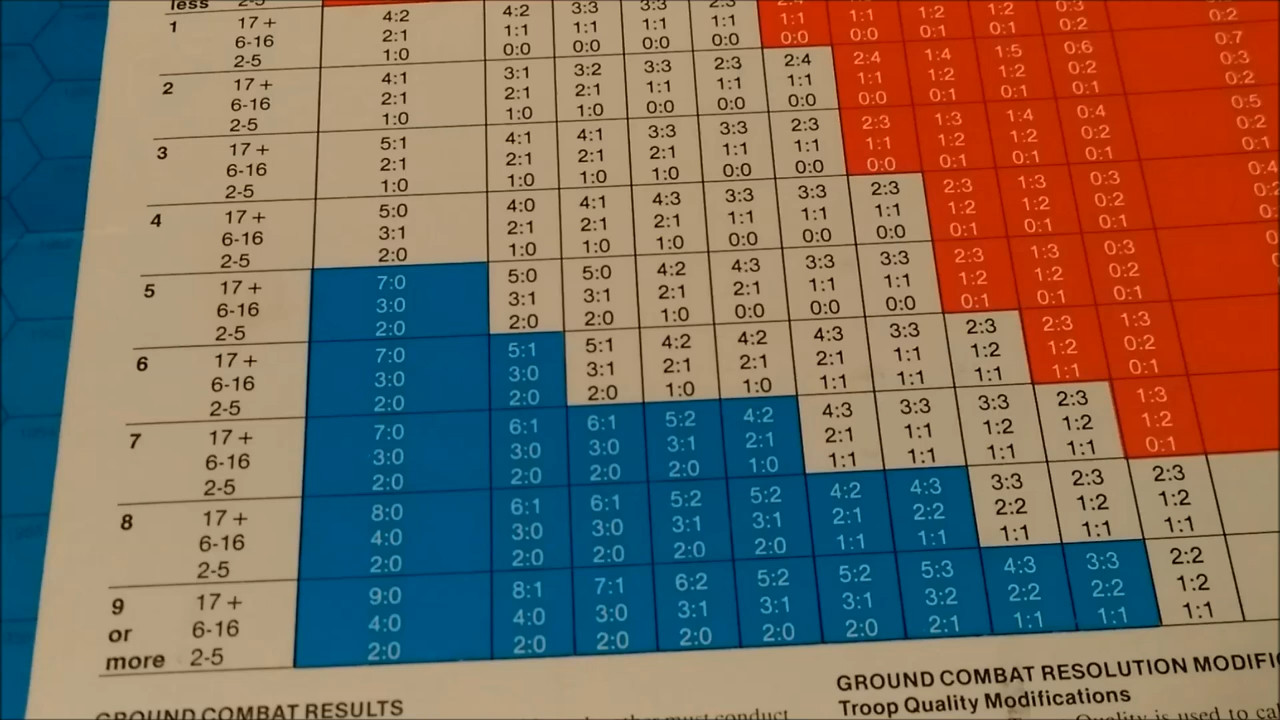 less 2-5
1 17 + 4:2 4:2 3:3 3:3 2:3 2:4 1:1 1:2 1:2 0:3 0:2
6-16 2:1 1:1 1:1 1:1 1:1 1:1 0:0 0:1 0:1 0:2
2-5 1:0 0:0 0:0 0:0 0:0 0:0
2 17 + 4:1 3:1 3:2 3:3 2:3 2:4 2:4 1:4 1:5 0:6 0:7
6-16 2:1 2:1 2:1 1:1 1:1 1:1 1:1 1:2 1:2 0:2 0:3
2-5 1:0 1:0 1:0 0:0 0:0 0:0 0:0 0:1 0:1 0:1 0:2
3 17 + 5:1 4:1 4:1 3:3 3:3 2:3 2:3 1:3 1:4 0:4 0:5
6-16 2:1 2:1 2:1 2:1 1:1 1:1 1:1 1:2 1:2 0:2 0:2
2-5 1:0 1:0 1:0 1:0 0:0 0:0 0:0 0:1 0:1 0:1 0:1
4 17 + 5:0 4:0 4:1 4:3 3:3 3:3 2:3 2:3 1:3 0:3 0:4
6-16 3:1 2:1 2:1 2:1 1:1 1:1 1:1 1:2 1:2 0:2
2-5 2:0 1:0 1:0 1:0 0:0 0:0 0:0 0:1 0:1 0:1
5 17 + 7:0 5:0 5:0 4:2 4:3 3:3 3:3 2:3 1:3 0:3
6-16 3:0 3:1 3:1 2:1 2:1 1:1 1:1 1:2 1:2 0:2
2-5 2:0 2:0 2:0 1:0 0:0 0:0 0:0 0:1 0:1 0:1
6 17 + 7:0 5:1 5:1 4:2 4:2 4:3 3:3 2:3 2:3 1:3
6-16 3:0 3:0 3:1 2:1 2:1 2:1 1:1 1:2 1:2 0:2
2-5 2:0 2:0 2:0 1:0 1:0 1:1 1:1 1:1 1:1 0:1
7 17 + 7:0 6:1 6:1 5:2 4:2 4:3 3:3 3:3 2:3 1:3
6-16 3:0 3:0 3:0 3:1 2:1 2:1 1:1 1:2 1:2 1:2
2-5 2:0 2:0 2:0 2:0 1:0 1:1 1:1 1:1 1:1 0:1
8 17 + 8:0 6:1 6:1 5:2 5:2 4:2 4:3 3:3 2:3 2:3
6-16 4:0 3:0 3:0 3:1 3:1 2:1 2:2 2:2 1:2 1:2
2-5 2:0 2:0 2:0 2:0 2:0 1:1 1:1 1:1 1:1 1:1
9 17 + 9:0 8:1 7:1 6:2 5:2 5:2 5:3 4:3 3:3 2:2
or 6-16 4:0 4:0 3:0 3:1 3:1 3:1 3:2 2:2 2:2 1:2
more 2-5 2:0 2:0 2:0 2:0 2:0 2:0 2:1 1:1 1:1 1:1
GROUND COMBAT RESULTS
must conduct
GROUND COMBAT RESOLUTION MODIFI
Troop Quality Modifications
Quality is used to ca